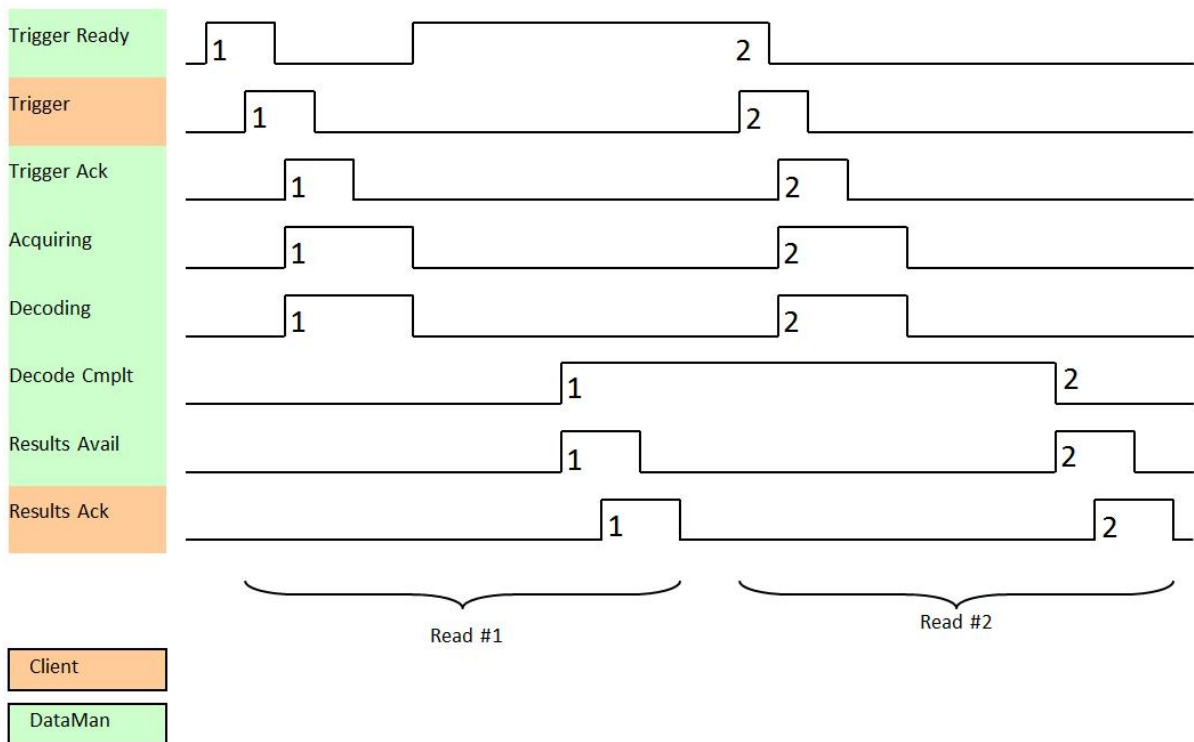 Trigger Ready 1 2
Trigger 1 2
Trigger Ack 1 2
Acquiring 1 2
Decoding 1 2
Decode Cmplt 1 2
Results Avail 1 2
Results Ack 1 2
Read #1 Read #2
Client
DataMan